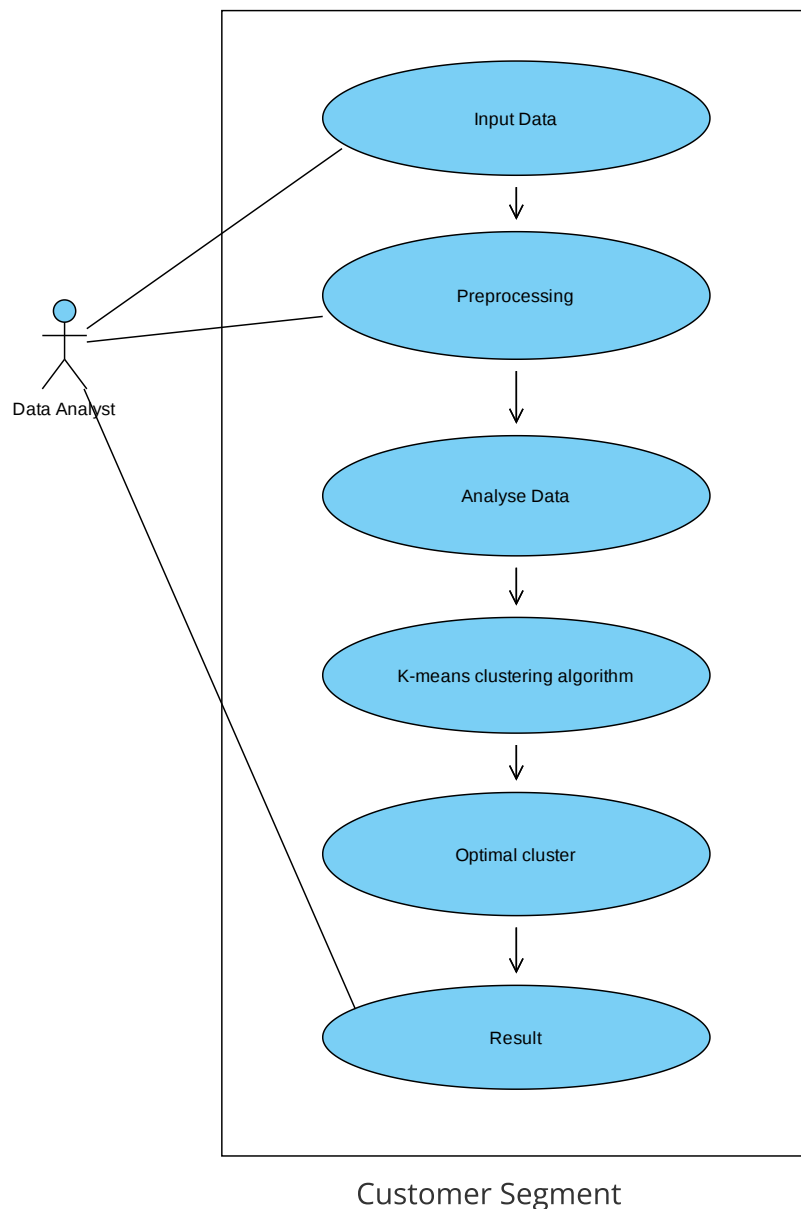 Input Data
Preprocessing
Data Analyst
Analyse Data
K-means clustering algorithm
Optimal cluster
Result
Customer Segment